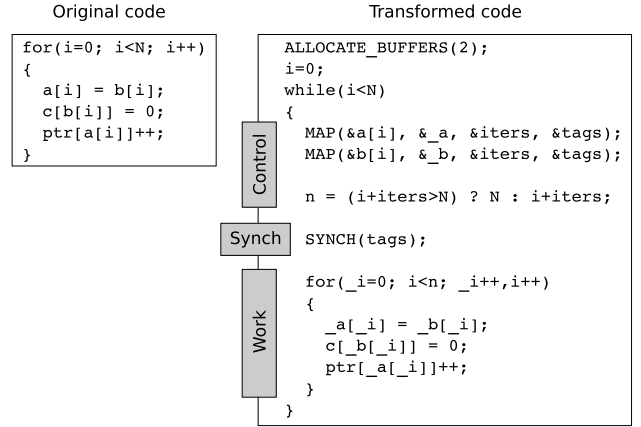 Original code
for(i=0; i<N; i++)
{
a[i] = b[i];
c[b[i]] = 0;
ptr[a[i]]++;
}
Transformed code
ALLOCATE_BUFFERS(2);
i=0;
while(i<N)
{
MAP(&a[i], &_a, &iters, &tags);
MAP(&b[i], &_b, &iters, &tags);
n = (i+iters>N) ? N : i+iters;
SYNCH(tags);
for(_i=0; i<n; _i++,i++)
{
_a[_i] = _b[_i];
c[_b[_i]] = 0;
ptr[_a[_i]]++;
}
}
Control
Synch
Work